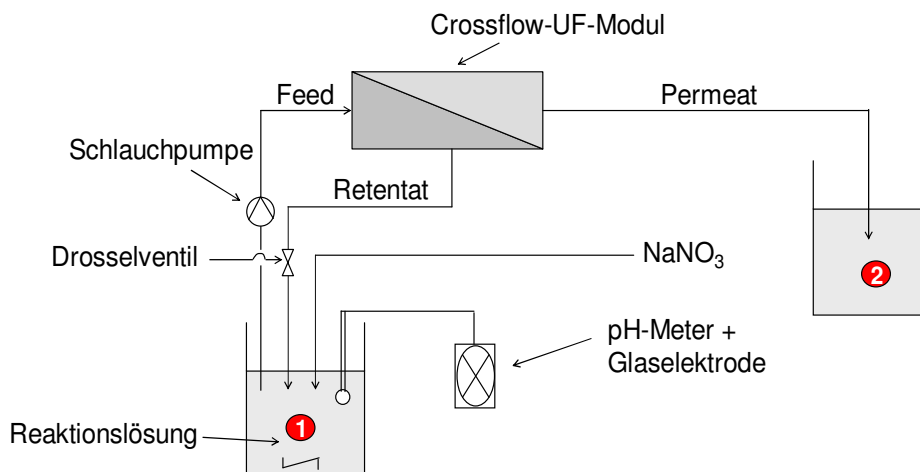 Crossflow-UF-Modul
Feed
Permeat
Schlauchpumpe
Retentat
Drosselventil
NaNO₃
2
pH-Meter +
Glaselektrode
Reaktionslösung
1